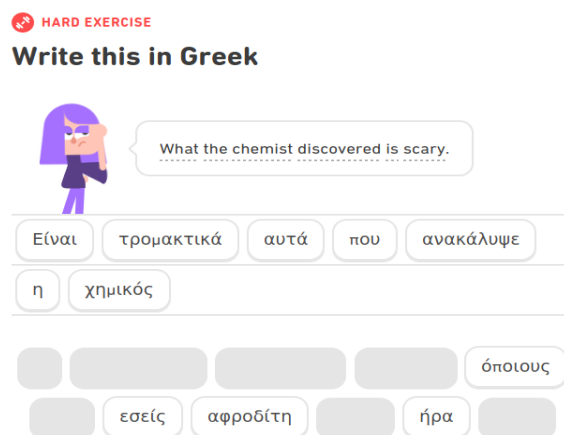 HARD EXERCISE
Write this in Greek
What the chemist discovered is scary.
Είναι τρομακτικά αυτά που ανακάλυψε
η χημικός
όποιους
εσείς αφροδίτη ήρα